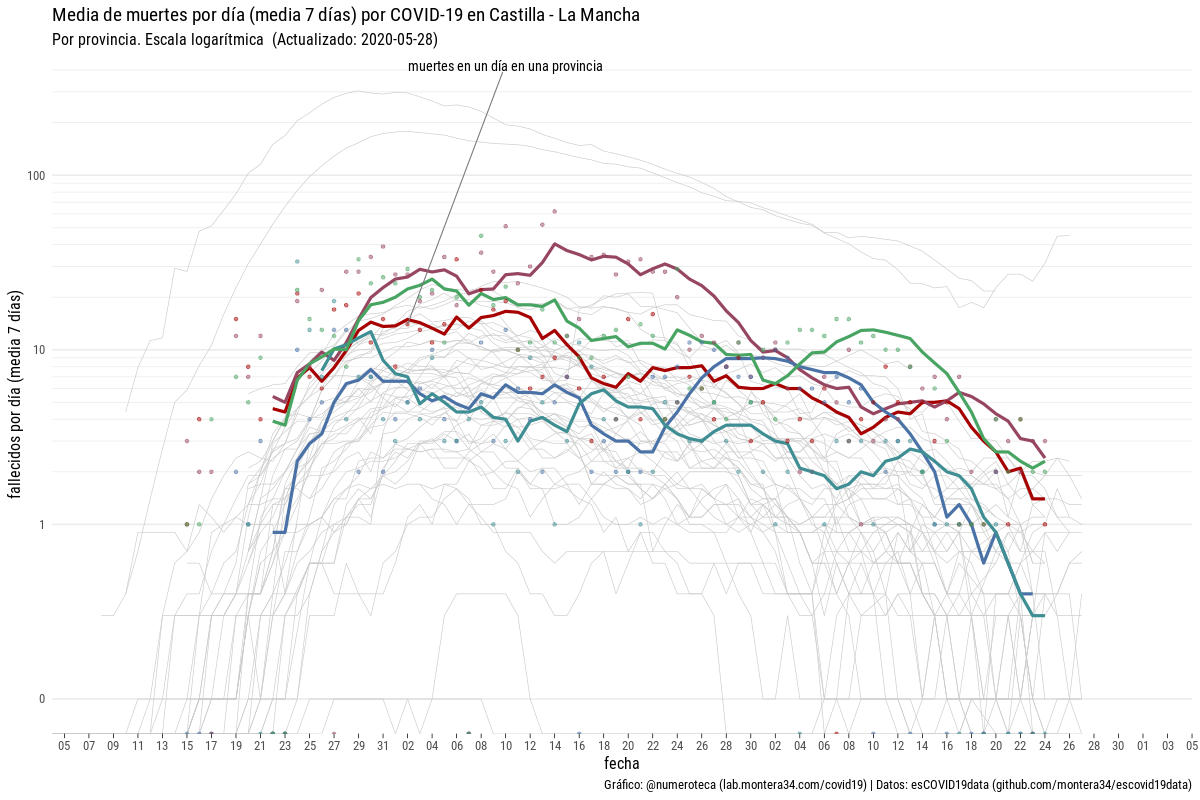 Media de muertes por día (media 7 días) por COVID-19 en Castilla - La Mancha
Por provincia. Escala logarítmica (Actualizado: 2020-05-28)
muertes en un día en una provincia
fallecidos por día (media 7 días)
100
10
1
0
05 07 09 11 13 15 17 19 21 23 25 27 29 31 02 04 06 08 10 12 14 16 18 20 22 24 26 28 30 02 04 06 08 10 12 14 16 18 20 22 24 26 28 30 01 03 05
fecha
Gráfico: @numeroteca (lab.montera34.com/covid19) | Datos: esCOVID19data (github.com/montera34/escovid19data)